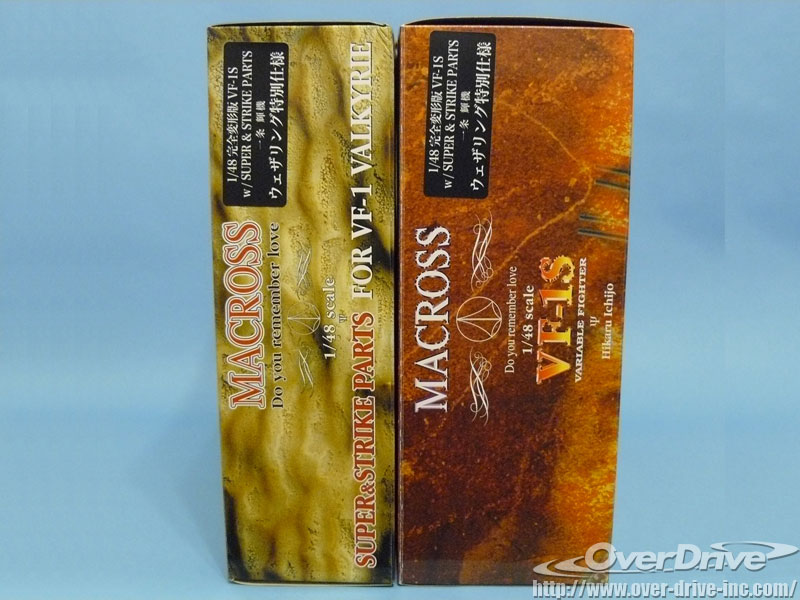 1/48 完全変形版 VF-1S
w/ SUPER & STRIKE PARTS
一条 輝機
ウェザリング特別仕様
MACROSS
Do you remember love
1/48 scale
SUPER&STRIKE PARTS FOR VF-1 VALKYRIE
1/48 完全変形版 VF-1S
w/ SUPER & STRIKE PARTS
一条 輝機
ウェザリング特別仕様
MACROSS
Do you remember love
1/48 scale
VF-1S
VARIABLE FIGHTER
Hikaru Ichijo
OverDrive
http://www.over-drive-inc.com/